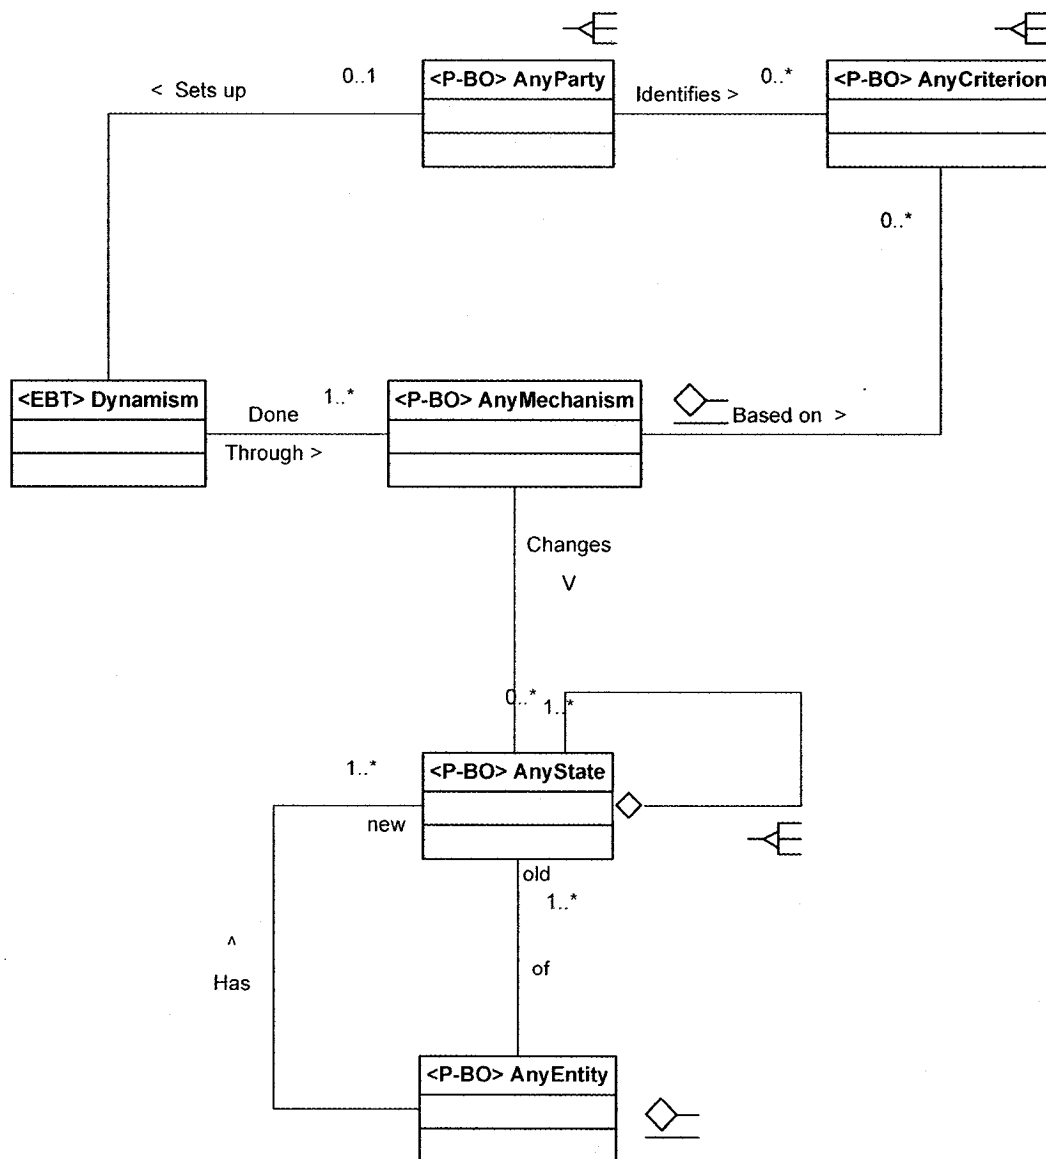 < Sets up
0..1
<P-BO> AnyParty
Identifies >
0..*
<P-BO> AnyCriterion
0..*
<EBT> Dynamism
Done
Through >
1..*
<P-BO> AnyMechanism
Based on >
Changes
V
0..*
1..*
1..*
<P-BO> AnyState
new
old
1..*
^
Has
of
<P-BO> AnyEntity